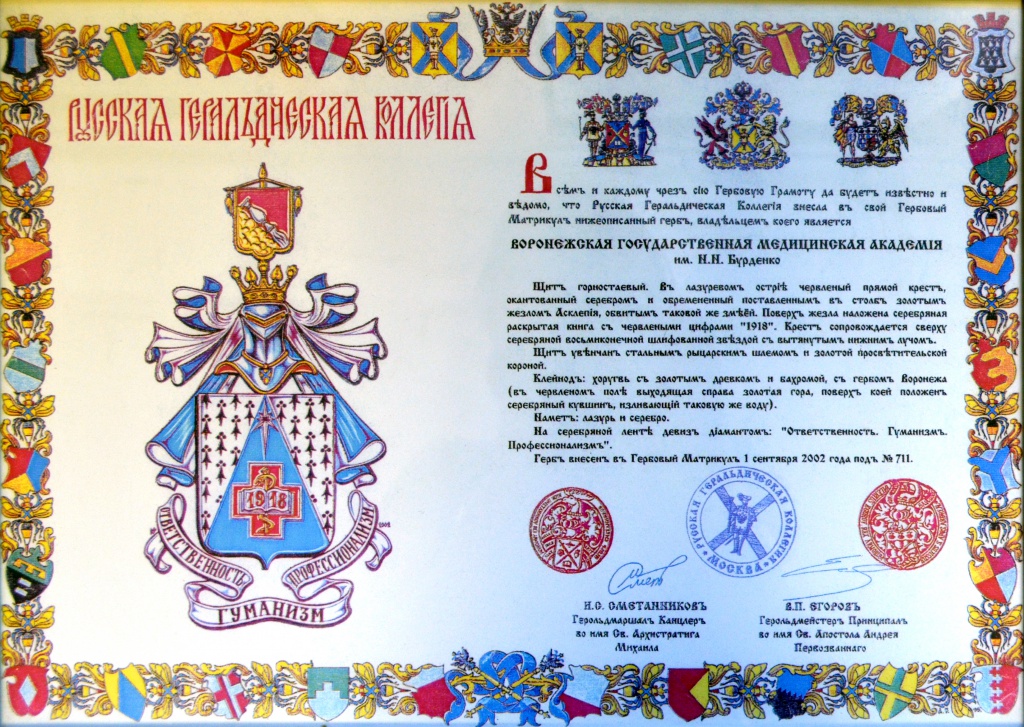 РУССКАЯ ГЕРАЛЬДИЧЕСКАЯ КОЛЛЕГІЯ
Всѣмъ и каждому чрезъ сію Гербовую Грамоту да будетъ извѣстно и
вѣдомо, что Русская Геральдическая Коллегія внесла въ свой Гербовый
Матрикулъ нижеописанный гербъ, владѣльцемъ коего является
ВОРОНЕЖСКАЯ ГОСУДАРСТВЕННАЯ МЕДИЦИНСКАЯ АКАДЕМІЯ
им. Н.Н. Бурденко
Щитъ горностаевый. Въ лазуревомъ остріѣ червленый прямой крестъ,
окантованный серебромъ и обремененный поставленнымъ въ столбъ золотымъ
жезломъ Асклепія, обвитымъ таковой же змѣёй. Поверхъ жезла наложена серебряная
раскрытая книга съ червлеными цифрами "1918". Крестъ сопровождается сверху
серебряной восьмиконечной шлифованной звѣздой съ вытянутымъ нижнимъ лучомъ.
Щитъ увѣнчанъ стальнымъ рыцарскимъ шлемомъ и золотой просвѣтительской
короной.
Клейнодъ: хоругвь съ золотымъ древкомъ и бахромой, съ гербомъ Воронежа
(въ червленомъ полѣ выходящая справа золотая гора, поверхъ коей положенъ
серебряный кувшинъ, изливающій таковую же воду).
Наметъ: лазурь и серебро.
На серебряной лентѣ девизъ діамантомъ: "Ответственность. Гуманизмъ.
Профессионализмъ".
Гербъ внесенъ въ Гербовый Матрикулъ 1 сентября 2002 года подъ № 711.
1918
ОТВЕТСТВЕННОСТЬ
ГУМАНИЗМ
ПРОФЕССИОНАЛИЗМ
РУССКАЯ ГЕРАЛЬДИЧЕСКАЯ КОЛЛЕГІЯ
МОСКВА
И.С. СМЕТАННИКОВЪ
Герольдмаршалъ Канцлеръ
во имя Св. Архистратига
Михаила
В.П. ЕГОРОВЪ
Герольдмейстеръ Принципалъ
во имя Св. Апостола Андрея
Первозваннаго